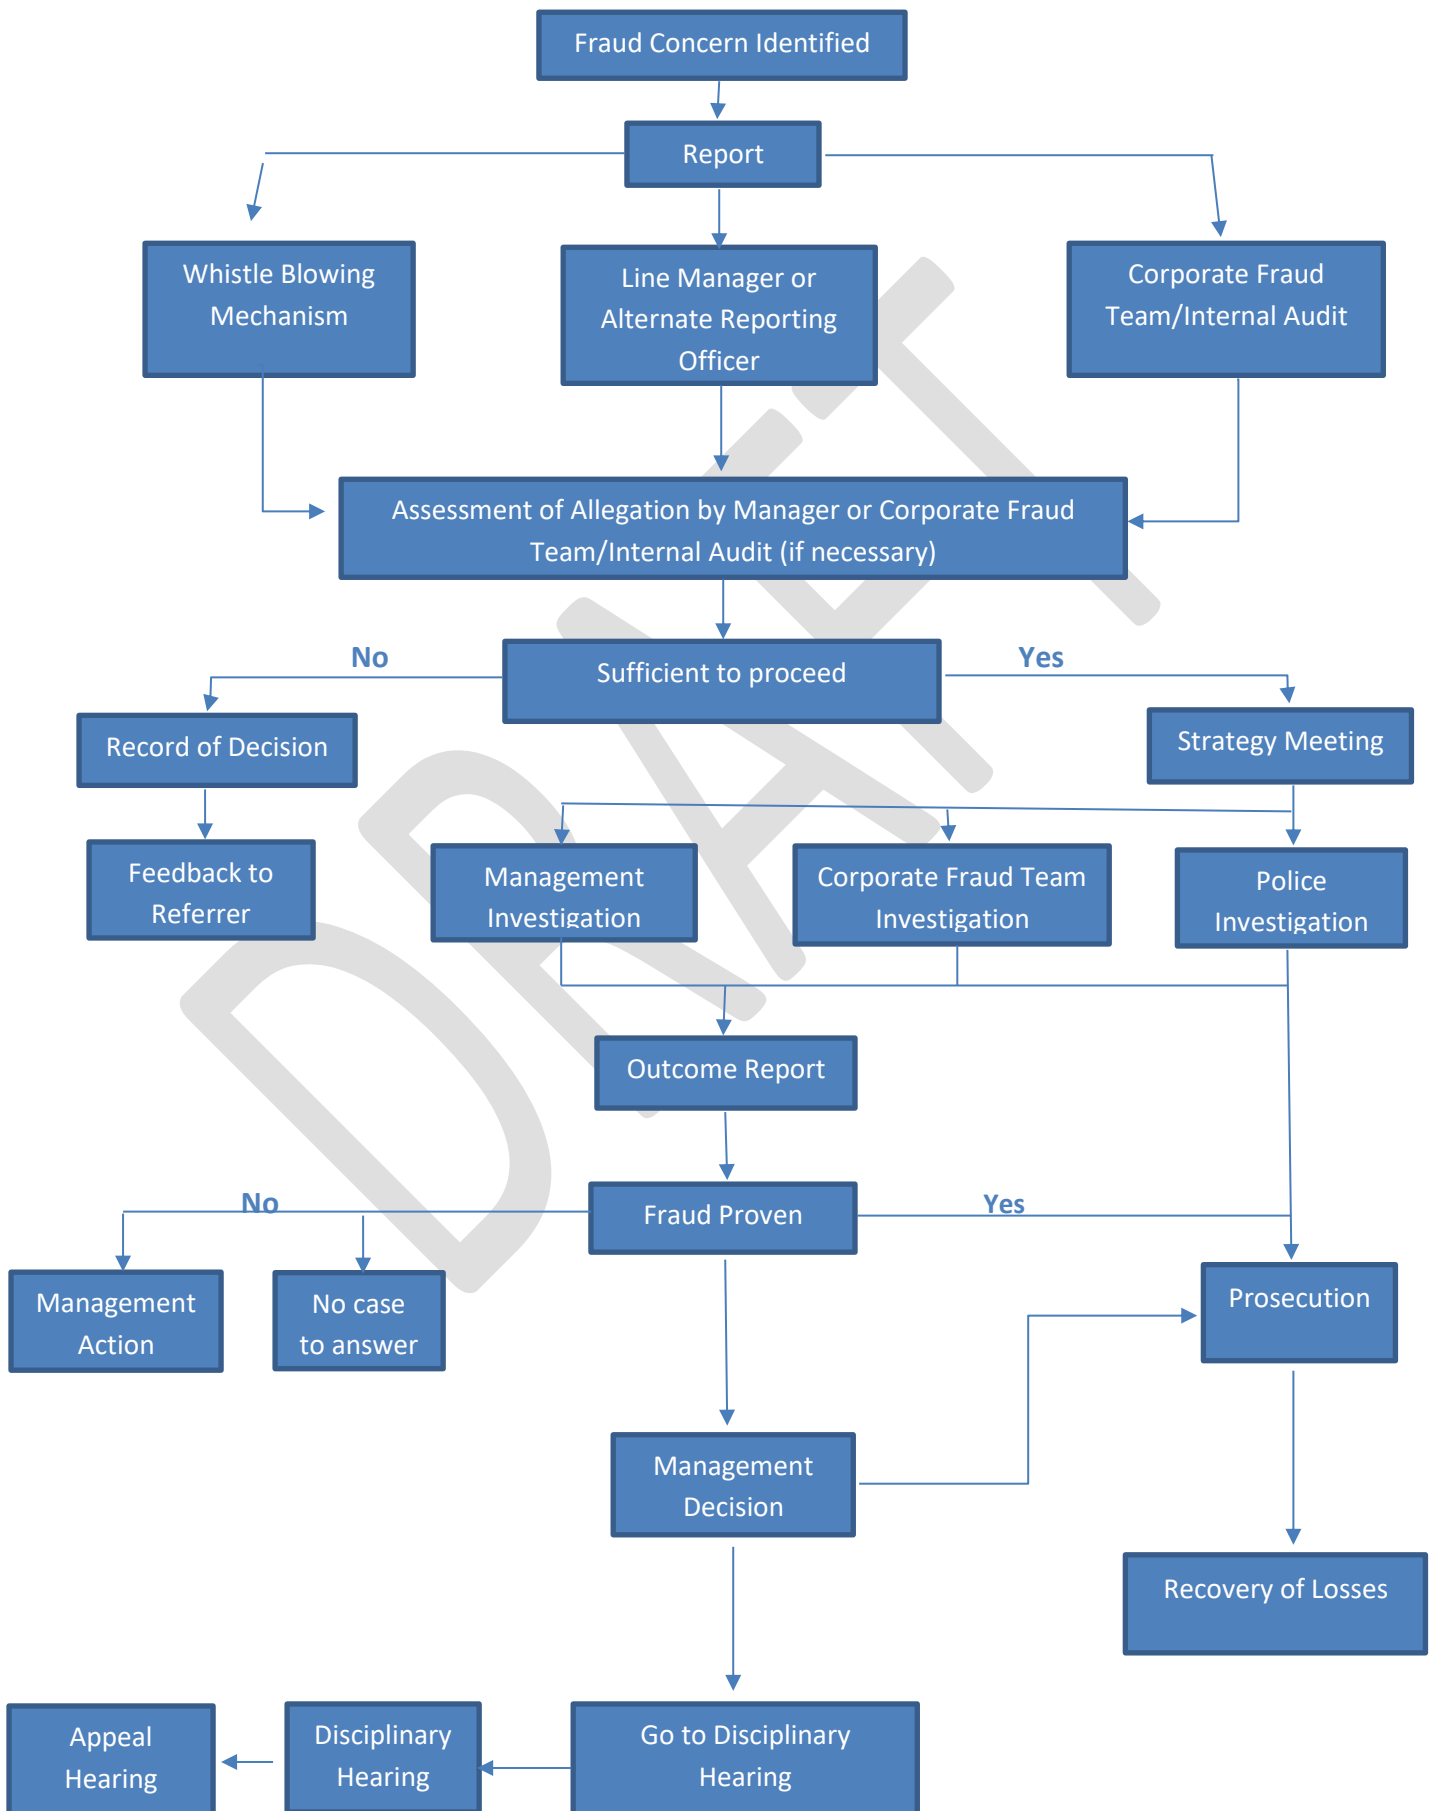 Fraud Concern Identified
Report
Whistle Blowing
Mechanism
Line Manager or
Alternate Reporting
Officer
Corporate Fraud
Team/Internal Audit
Assessment of Allegation by Manager or Corporate Fraud
Team/Internal Audit (if necessary)
No
Sufficient to proceed
Yes
Record of Decision
Strategy Meeting
Feedback to
Referrer
Management
Investigation
Corporate Fraud Team
Investigation
Police
Investigation
Outcome Report
No
Fraud Proven
Yes
Management
Action
No case
to answer
Prosecution
Management
Decision
Recovery of Losses
Appeal
Hearing
Disciplinary
Hearing
Go to Disciplinary
Hearing
DRAFT